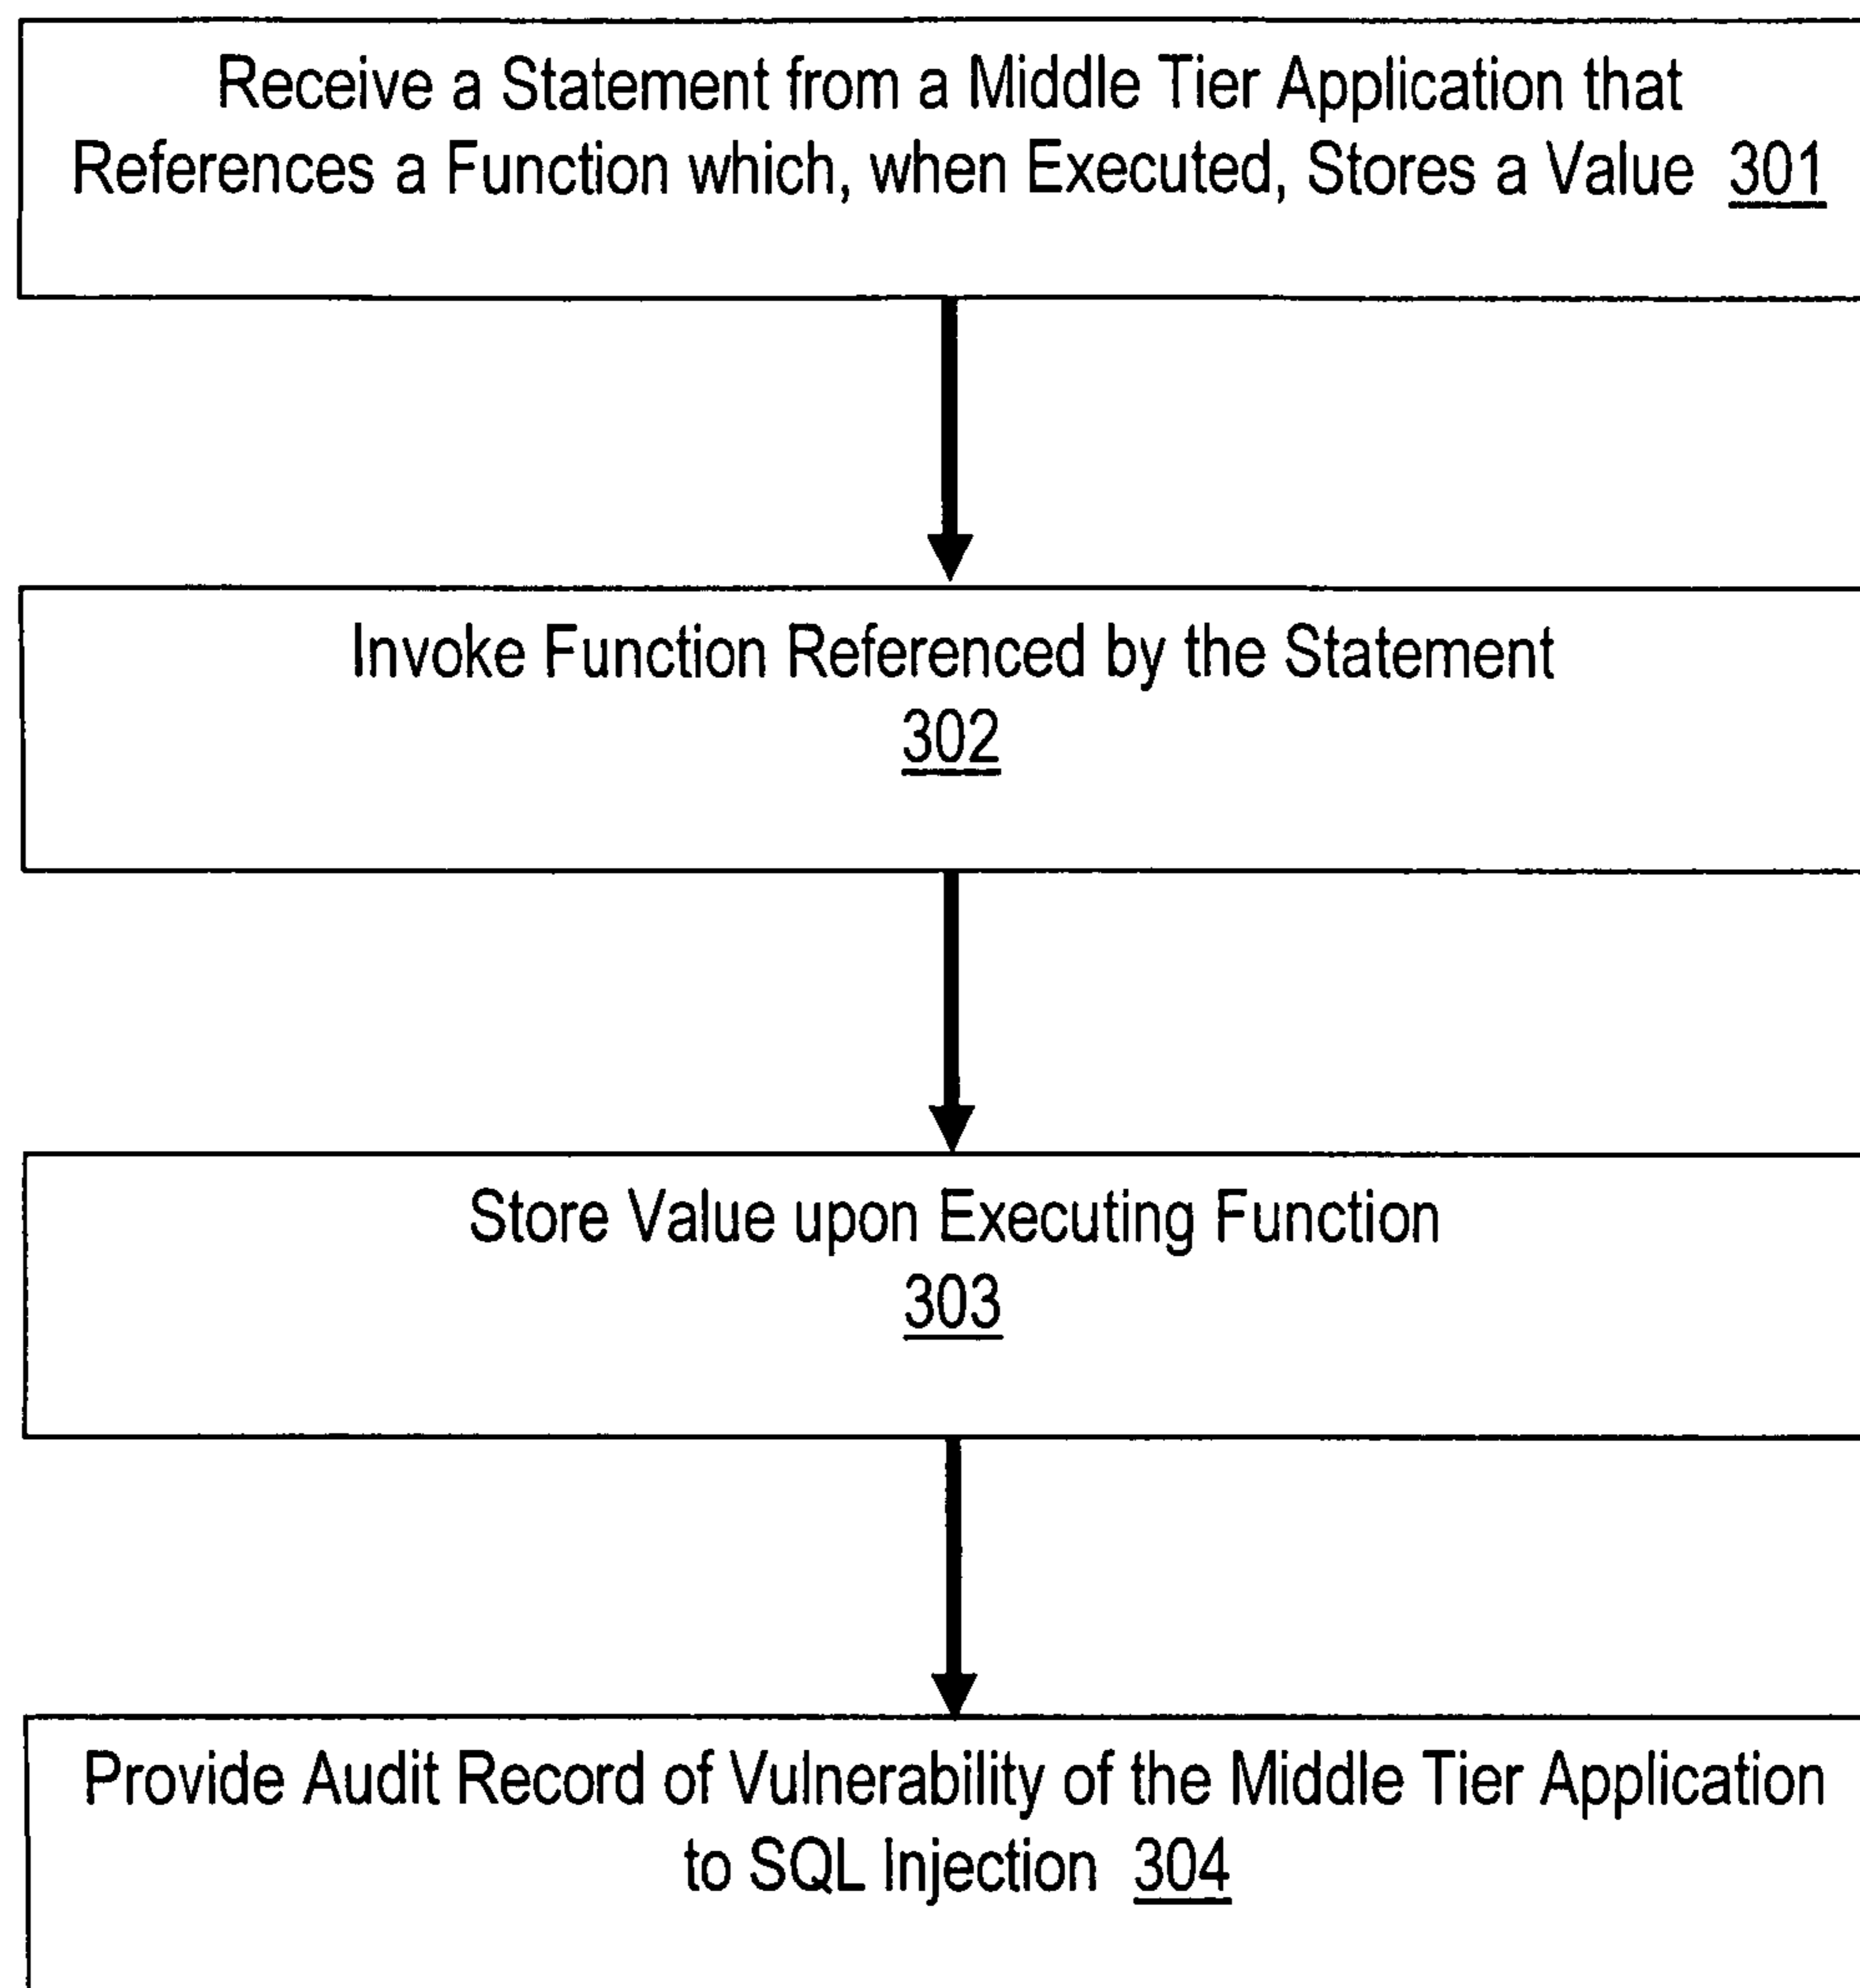 Receive a Statement from a Middle Tier Application that
References a Function which, when Executed, Stores a Value 301
Invoke Function Referenced by the Statement
302
Store Value upon Executing Function
303
Provide Audit Record of Vulnerability of the Middle Tier Application
to SQL Injection 304